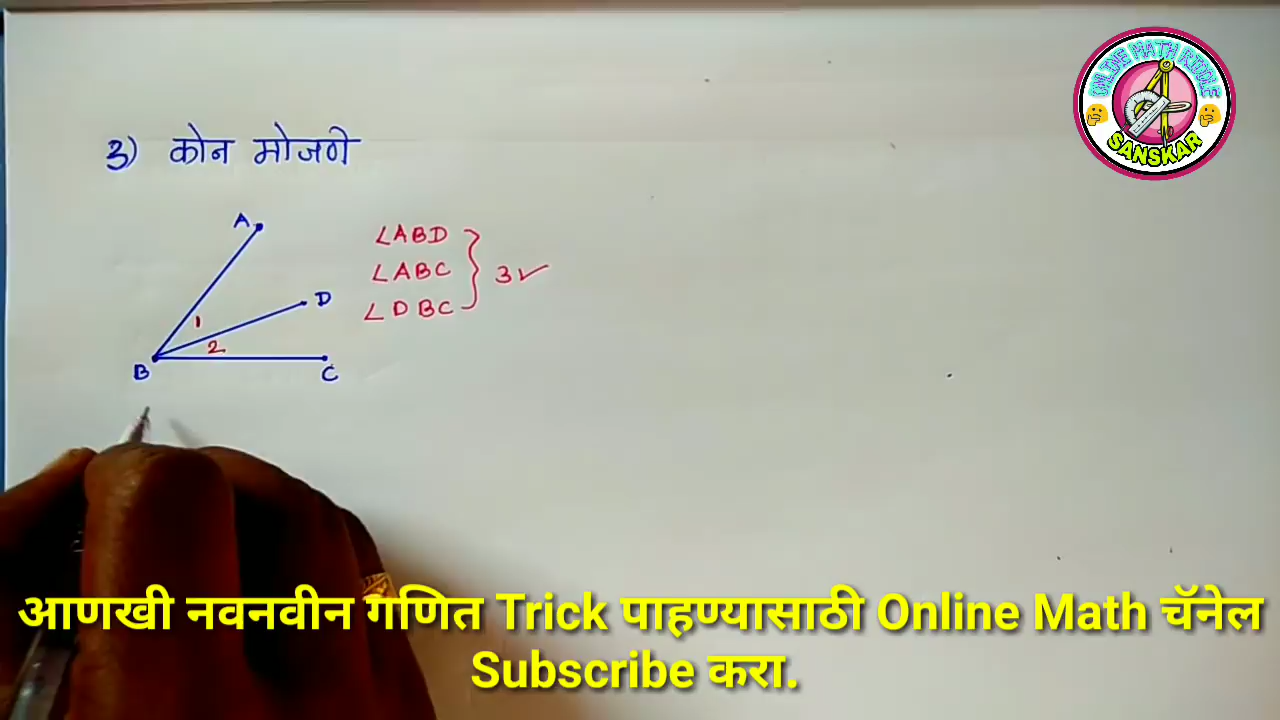 3) कोन मोजणे
A
D
1
2
B
C
∠ABD
∠ABC
∠DBC
3✓
ONLINE MATH RIDDLE
SANSKAR
आणखी नवनवीन गणित Trick पाहण्यासाठी Online Math चॅनेल
Subscribe करा.